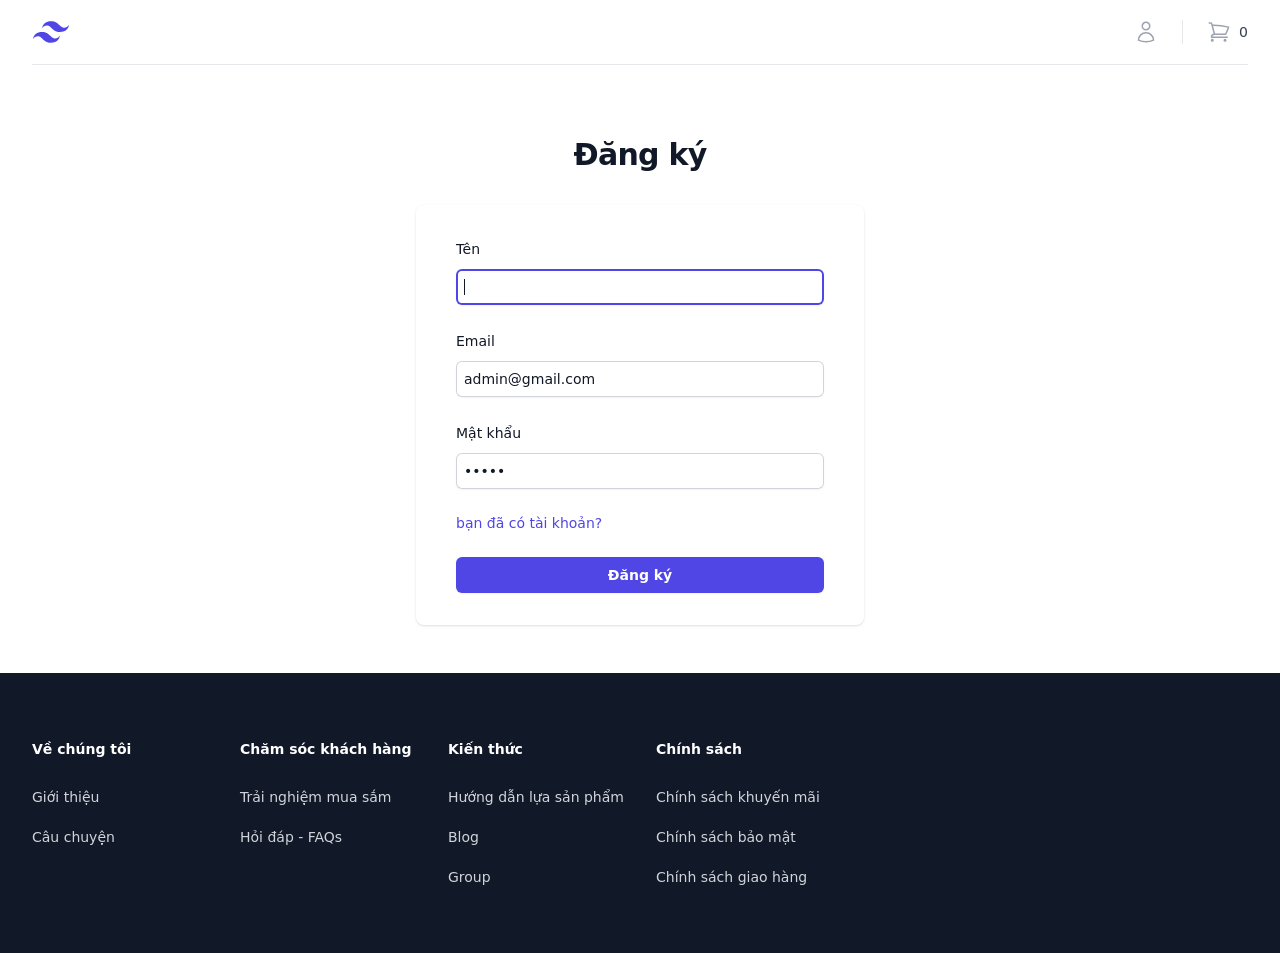 0
Đăng ký
Tên
Email
admin@gmail.com
Mật khẩu
•••••
bạn đã có tài khoản?
Đăng ký
Về chúng tôi
Giới thiệu
Câu chuyện
Chăm sóc khách hàng
Trải nghiệm mua sắm
Hỏi đáp - FAQs
Kiến thức
Hướng dẫn lựa sản phẩm
Blog
Group
Chính sách
Chính sách khuyến mãi
Chính sách bảo mật
Chính sách giao hàng